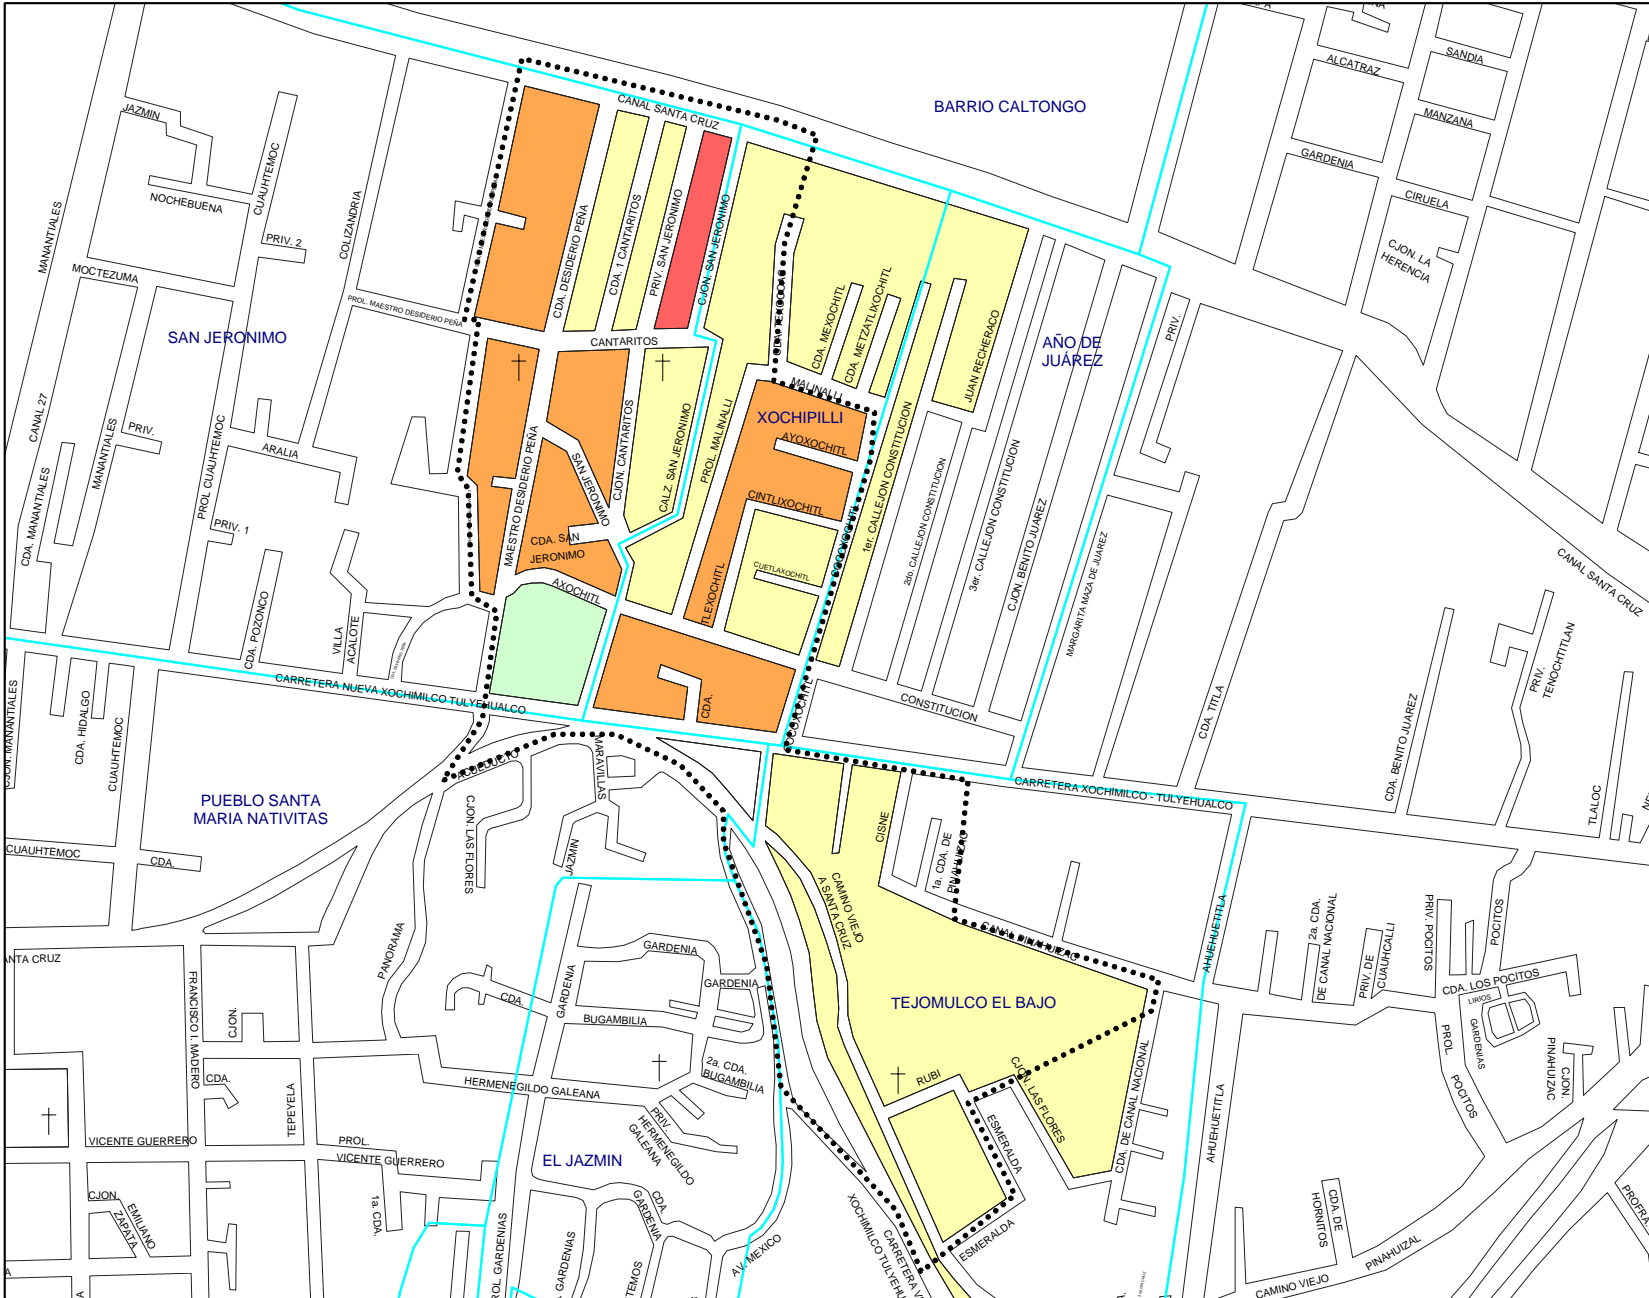 SANDIA
ALCATRAZ
MANZANA
GARDENIA
CIRUELA
CJON. LA
HERENCIA
BARRIO CALTONGO
CANAL SANTA CRUZ
JAZMIN
CUAUHTEMOC
NOCHEBUENA
PRIV. 2
MANANTIALES
MOCTEZUMA
COLIZANDRIA
PROL. MAESTRO DESIDERIO PEÑA
SAN JERONIMO
CDA. DESIDERIO PEÑA
CDA. 1 CANTARITOS
PRIV. SAN JERONIMO
CJON. SAN JERONIMO
CANTARITOS
CDA. MEXOCHITL
CDA. METZATLIXOCHITL
JUAN RECHERACO
AÑO DE
JUÁREZ
PRIV.
MALINALLI
XOCHIPILLI
AYOXOCHITL
CINTLIXOCHITL
CUETLAXOCHITL
TLEXOCHITL
PROL. MALINALLI
CALZ. SAN JERONIMO
CJON. CANTARITOS
SAN JERONIMO
MAESTRO DESIDERIO PEÑA
CDA. SAN
JERONIMO
AXOCHITL
CDA.
1er. CALLEJON CONSTITUCION
2do. CALLEJON CONSTITUCION
3er. CALLEJON CONSTITUCION
CJON. BENITO JUAREZ
MARGARITA MAZA DE JUAREZ
CONSTITUCION
CANAL SANTA CRUZ
CANAL 27
MANANTIALES
PRIV.
CDA. MANANTIALES
PROL CUAUHTEMOC
ARALIA
PRIV. 1
CDA. POZONCO
VILLA
ACALOTE
CARRETERA NUEVA XOCHIMILCO TULYEHUALCO
CJON. MANANTIALES
CDA. HIDALGO
CUAUHTEMOC
PUEBLO SANTA
MARIA NATIVITAS
CUAUHTEMOC
CDA.
ACUEDUCTO
MARAVILLAS
CJON LAS FLORES
JAZMIN
CISNE
1a. CDA. DE
PINAHUIZAC
CARRETERA XOCHIMILCO - TULYEHUALCO
CDA. TITLA
CDA. BENITO JUAREZ
PRIV.
TENOCHTITLAN
TLALOC
CAMINO VIEJO
A SANTA CRUZ
CANAL PINAHUIZAC
AHUEHUETITLA
2a. CDA.
DE CANAL NACIONAL
PRIV. DE
CUAUHCALLI
PRIV. POCITOS
POCITOS
CDA. LOS POCITOS
LIRIOS
GARDENIAS
PROL
POCITOS
PINAHUIZAC
CJON.
TEJOMULCO EL BAJO
RUBI
CJON. LAS FLORES
ESMERALDA
ESMERALDA
CDA. DE CANAL NACIONAL
AHUEHUETITLA
PANORAMA
GARDENIA
GARDENIA
GARDENIA
CDA.
BUGAMBILIA
2a. CDA.
BUGAMBILIA
HERMENEGILDO GALEANA
PRIV.
HERMENEGILDO
GALEANA
FRANCISCO I. MADERO
CJON.
CDA.
TEPEYELA
VICENTE GUERRERO
PROL.
VICENTE GUERRERO
EL JAZMIN
CJON.
EMILIANO
ZAPATA
1a. CDA.
GARDENIAS
CDA.
GARDENIA
AV. MEXICO
CDA. DE
HORNITOS
PINAHUIZAL
CAMINO VIEJO